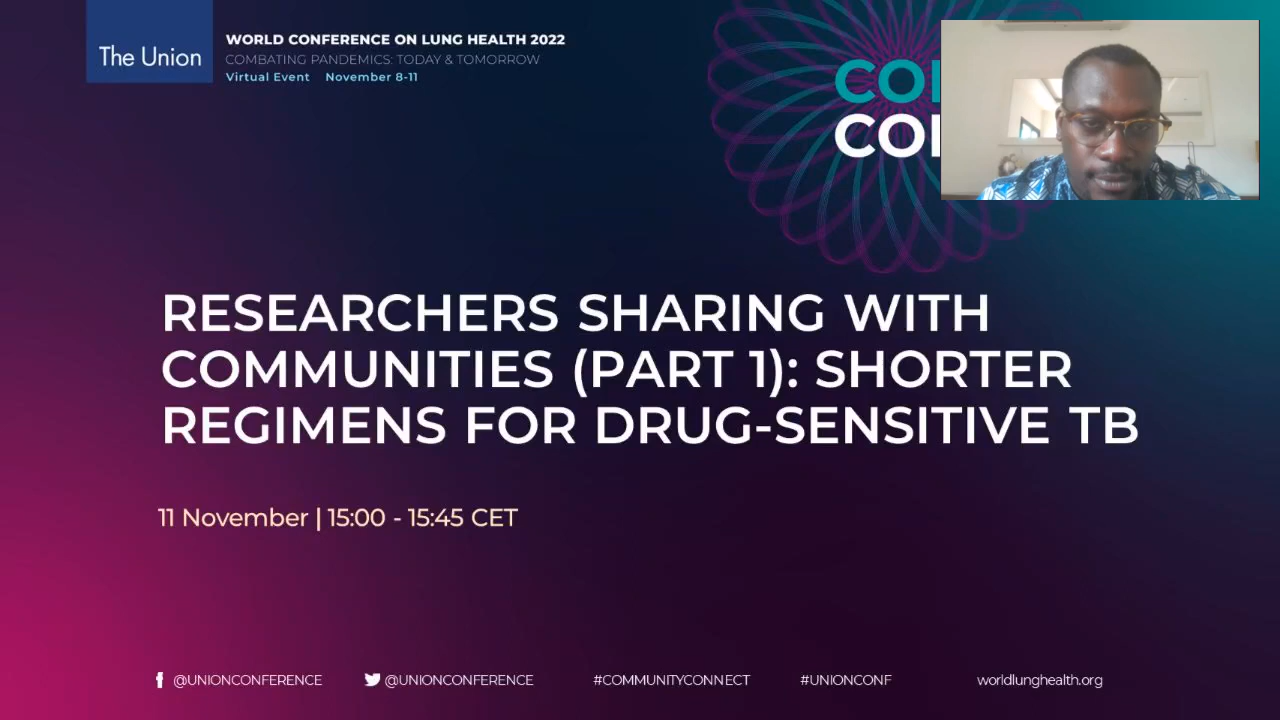 The Union
WORLD CONFERENCE ON LUNG HEALTH 2022
COMBATING PANDEMICS: TODAY & TOMORROW
Virtual Event November 8-11
RESEARCHERS SHARING WITH
COMMUNITIES (PART 1): SHORTER
REGIMENS FOR DRUG-SENSITIVE TB
11 November | 15:00 - 15:45 CET
@UNIONCONFERENCE @UNIONCONFERENCE #COMMUNITYCONNECT #UNIONCONF worldlunghealth.org